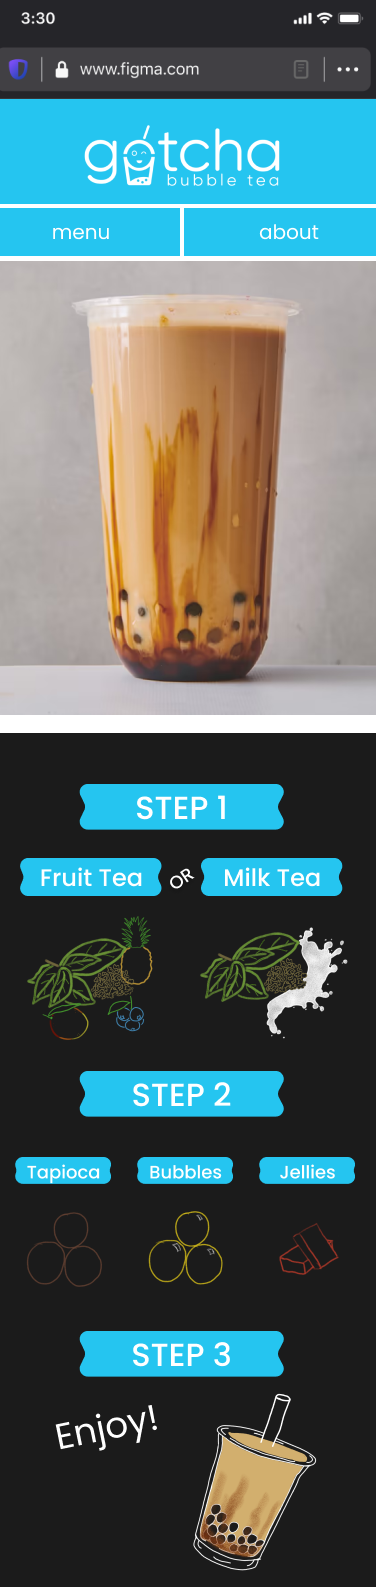 3:30
www.figma.com
gotcha
bubble tea
menu
about
STEP 1
Fruit Tea
OR
Milk Tea
STEP 2
Tapioca
Bubbles
Jellies
STEP 3
Enjoy!